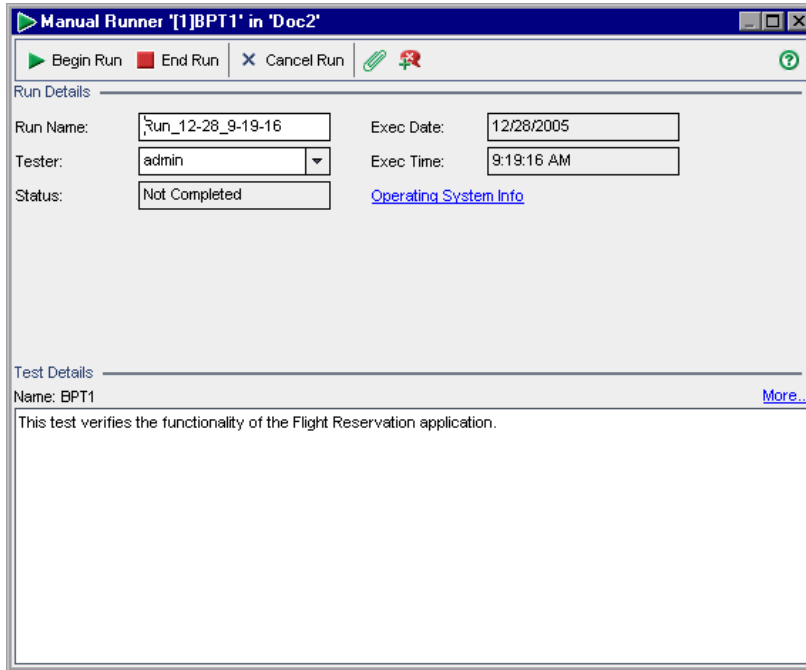 Manual Runner '[1]BPT1' in 'Doc2'
Begin Run End Run Cancel Run
Run Details
Run Name: Run_12-28_9-19-16 Exec Date: 12/28/2005
Tester: admin Exec Time: 9:19:16 AM
Status: Not Completed Operating System Info
Test Details
Name: BPT1 More...
This test verifies the functionality of the Flight Reservation application.